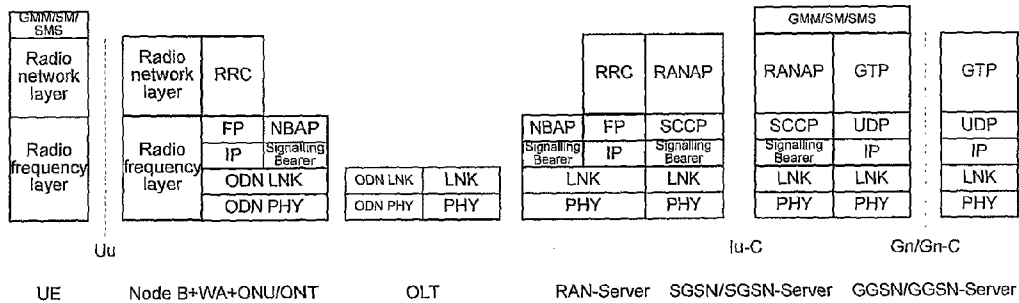 GMM/SM/
SMS
Radio
network
layer
Radio
frequency
layer
Uu
UE
Radio
network
layer
RRC
Radio
frequency
layer
FP
NBAP
IP
Signalling
Bearer
ODN LNK
ODN PHY
Node B+WA+ONU/ONT
ODN LNK
LNK
ODN PHY
PHY
OLT
RRC
RANAP
NBAP
FP
SCCP
Signalling
Bearer
IP
Signalling
Bearer
LNK
LNK
PHY
PHY
RAN-Server
Iu-C
GMM/SM/SMS
RANAP
GTP
SCCP
UDP
Signalling
Bearer
IP
LNK
LNK
PHY
PHY
SGSN/SGSN-Server
Gn/Gn-C
GTP
UDP
IP
LNK
PHY
GGSN/GGSN-Server